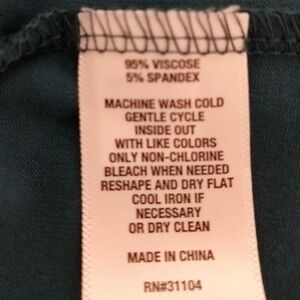 95% VISCOSE
5% SPANDEX
MACHINE WASH COLD
GENTLE CYCLE
INSIDE OUT
WITH LIKE COLORS
ONLY NON-CHLORINE
BLEACH WHEN NEEDED
RESHAPE AND DRY FLAT
COOL IRON IF
NECESSARY
OR DRY CLEAN
MADE IN CHINA
RN#31104